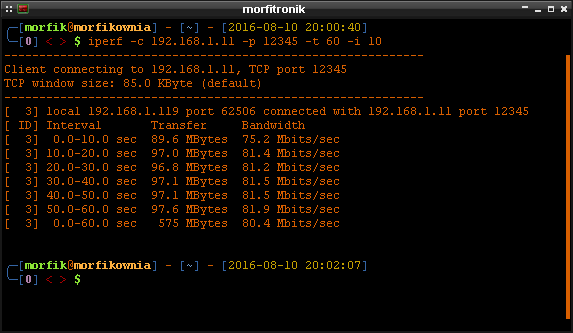 morfitronik
[morfik@morfikownia] - [~] - [2016-08-10 20:00:40]
[0] < > $ iperf -c 192.168.1.11 -p 12345 -t 60 -i 10
------------------------------------------------------------
Client connecting to 192.168.1.11, TCP port 12345
TCP window size: 85.0 KByte (default)
------------------------------------------------------------
[  3] local 192.168.1.119 port 62506 connected with 192.168.1.11 port 12345
[ ID] Interval       Transfer     Bandwidth
[  3]  0.0-10.0 sec  89.6 MBytes  75.2 Mbits/sec
[  3] 10.0-20.0 sec  97.0 MBytes  81.4 Mbits/sec
[  3] 20.0-30.0 sec  96.8 MBytes  81.2 Mbits/sec
[  3] 30.0-40.0 sec  97.1 MBytes  81.5 Mbits/sec
[  3] 40.0-50.0 sec  97.1 MBytes  81.5 Mbits/sec
[  3] 50.0-60.0 sec  97.6 MBytes  81.9 Mbits/sec
[  3]  0.0-60.0 sec   575 MBytes  80.4 Mbits/sec
[morfik@morfikownia] - [~] - [2016-08-10 20:02:07]
[0] < > $